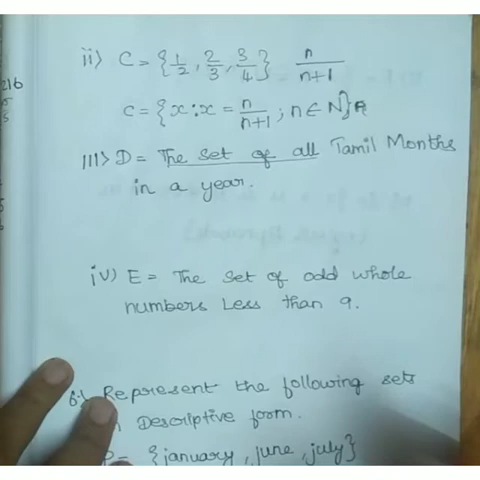 216
ii) C = {1/2, 2/3, 3/4} n/n+1
C = {x : x = n/n+1 ; n ∈ N}
III) D = The set of all Tamil Months
in a year.
iv) E = The set of odd whole
numbers less than 9.
6.) Represent the following sets
in Descriptive form.
P = {january, june, july}